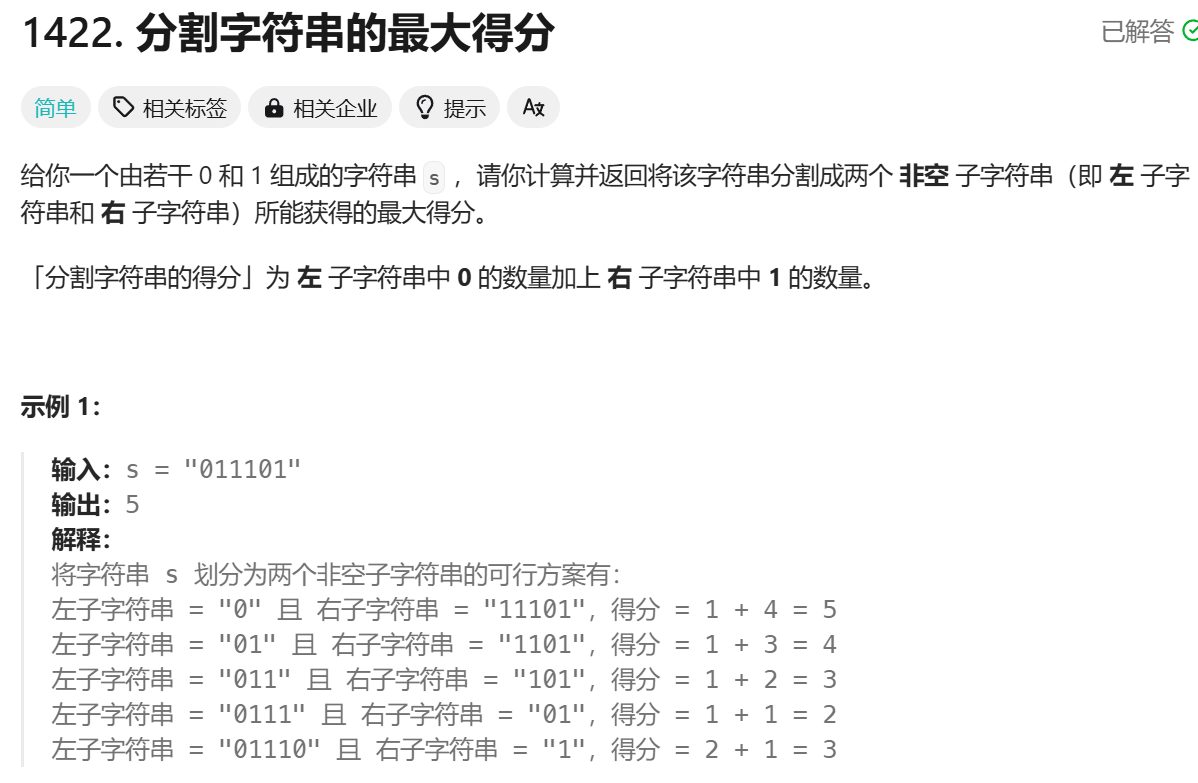 1422. 分割字符串的最大得分
已解答
简单 相关标签 相关企业 提示 A文
给你一个由若干 0 和 1 组成的字符串 s ，请你计算并返回将该字符串分割成两个 非空 子字符串（即 左 子字
符串和 右 子字符串）所能获得的最大得分。
「分割字符串的得分」为 左 子字符串中 0 的数量加上 右 子字符串中 1 的数量。
示例 1：
输入：s = "011101"
输出：5
解释：
将字符串 s 划分为两个非空子字符串的可行方案有：
左子字符串 = "0" 且 右子字符串 = "11101"，得分 = 1 + 4 = 5
左子字符串 = "01" 且 右子字符串 = "1101"，得分 = 1 + 3 = 4
左子字符串 = "011" 且 右子字符串 = "101"，得分 = 1 + 2 = 3
左子字符串 = "0111" 且 右子字符串 = "01"，得分 = 1 + 1 = 2
左子字符串 = "01110" 且 右子字符串 = "1"，得分 = 2 + 1 = 3